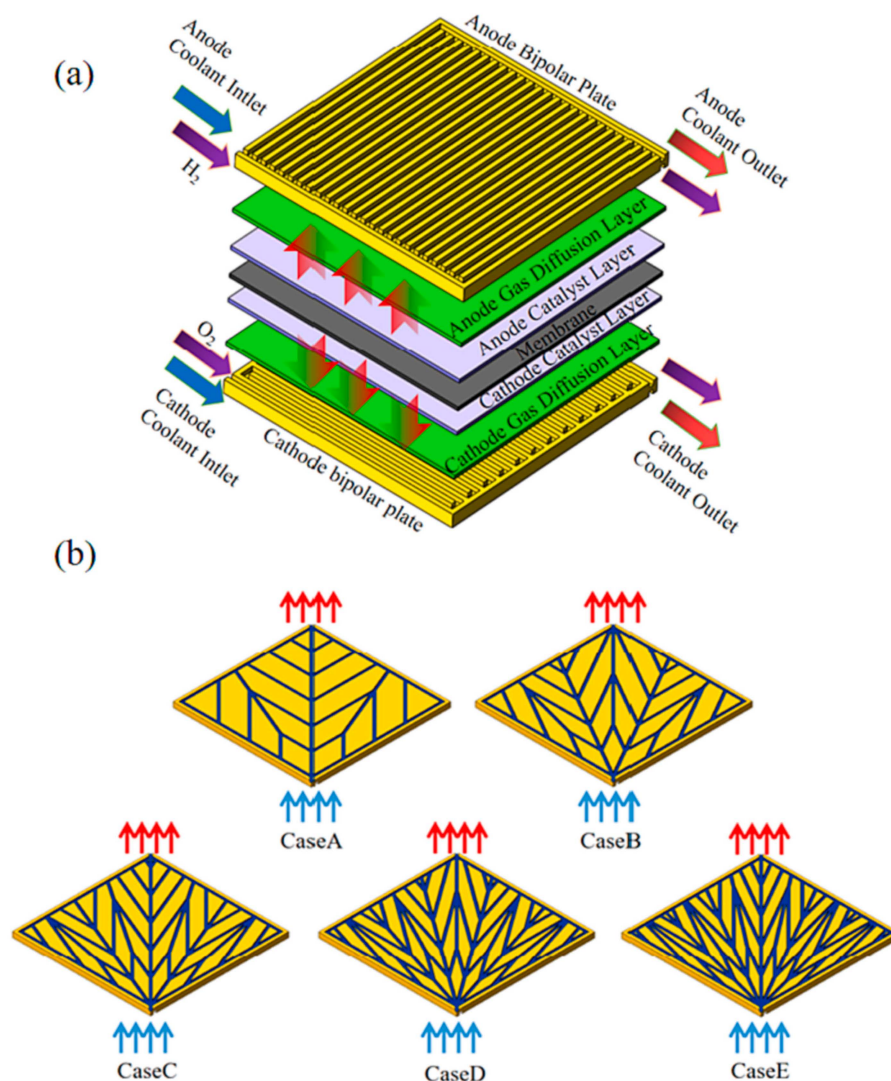 (a)
Anode
Coolant Inlet
H2
Anode Bipolar Plate
Anode
Coolant Outlet
Anode Gas Diffusion Layer
Anode Catalyst Layer
Membrane
Cathode Catalyst Layer
Cathode Gas Diffusion Layer
O2
Cathode
Coolant Inlet
Cathode bipolar plate
Cathode
Coolant Outlet
(b)
CaseA
CaseB
CaseC
CaseD
CaseE